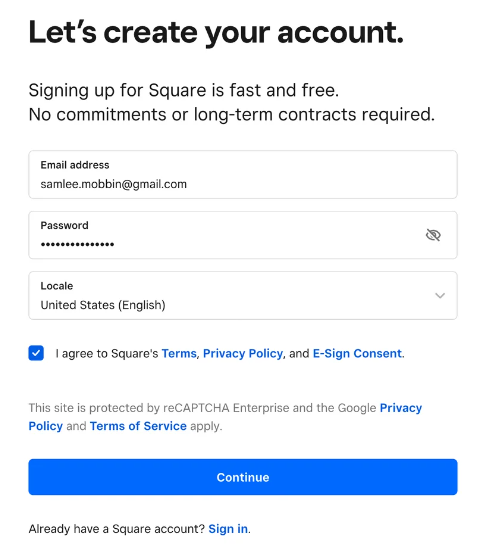 Let's create your account.
Signing up for Square is fast and free.
No commitments or long-term contracts required.
Email address
samlee.mobbin@gmail.com
Password
•••••••••••••••
Locale
United States (English)
I agree to Square's Terms, Privacy Policy, and E-Sign Consent.
This site is protected by reCAPTCHA Enterprise and the Google Privacy
Policy and Terms of Service apply.
Continue
Already have a Square account? Sign in.